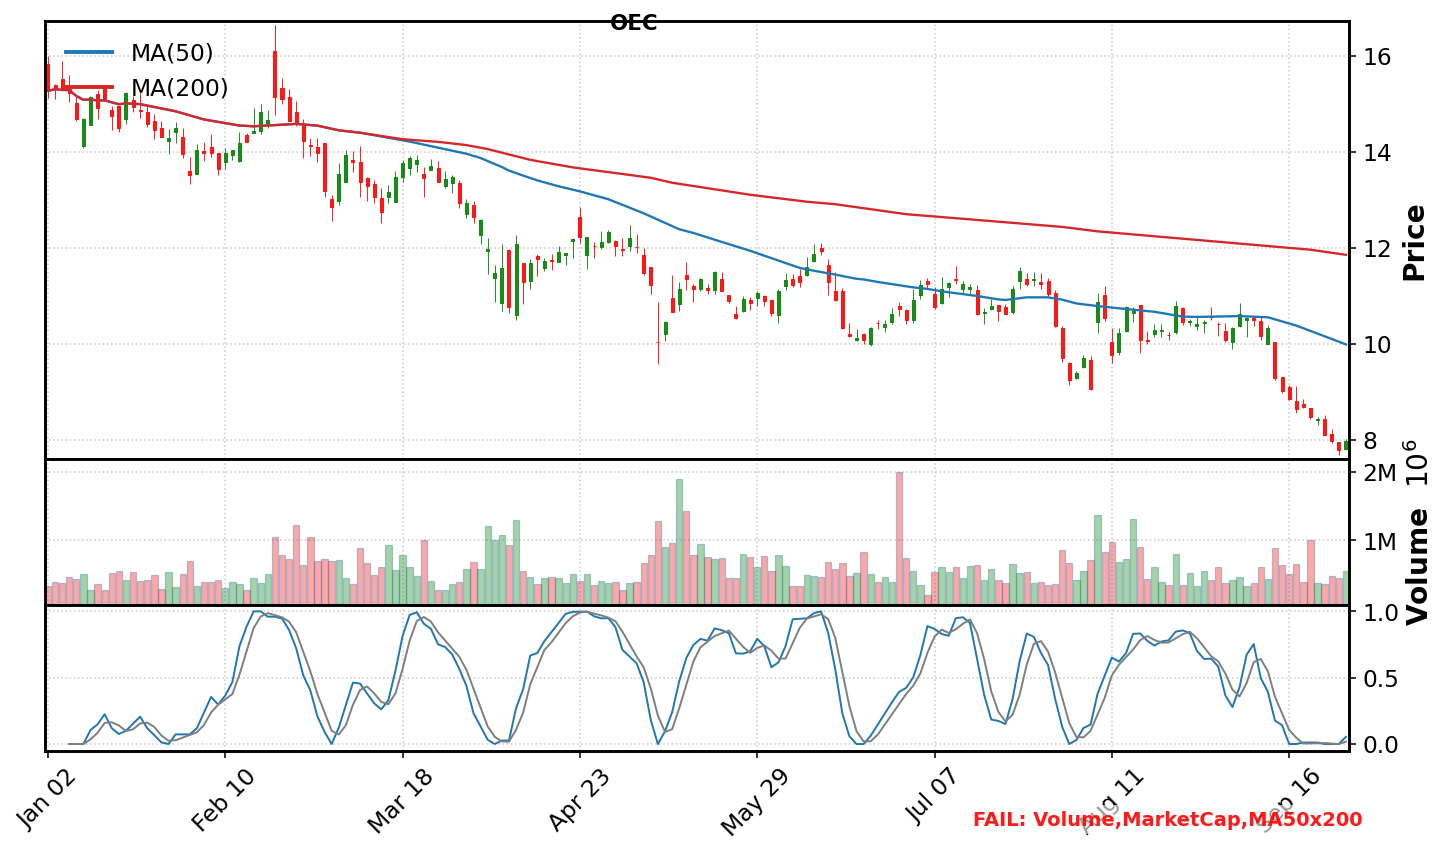 OEC
MA(50)
MA(200)
16
14
12
10
8
Price
2M
1M
Volume 10^6
1.0
0.5
0.0
Jan 02
Feb 10
Mar 18
Apr 23
May 29
Jul 07
Aug 11
Sep 16
FAIL: Volume,MarketCap,MA50x200